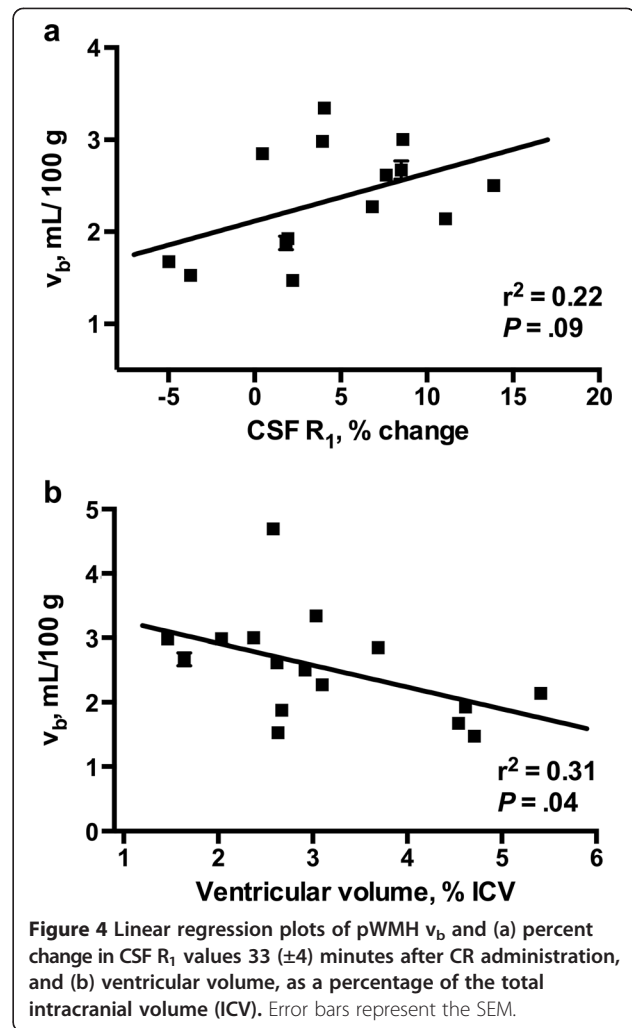 a
4
3
2
1
v_b, mL/ 100 g
r² = 0.22
P = .09
-5 0 5 10 15 20
CSF R₁, % change
b
5
4
3
2
1
0
v_b, mL/100 g
r² = 0.31
P = .04
1 2 3 4 5 6
Ventricular volume, % ICV
Figure 4 Linear regression plots of pWMH v_b and (a) percent
change in CSF R₁ values 33 (±4) minutes after CR administration,
and (b) ventricular volume, as a percentage of the total
intracranial volume (ICV). Error bars represent the SEM.